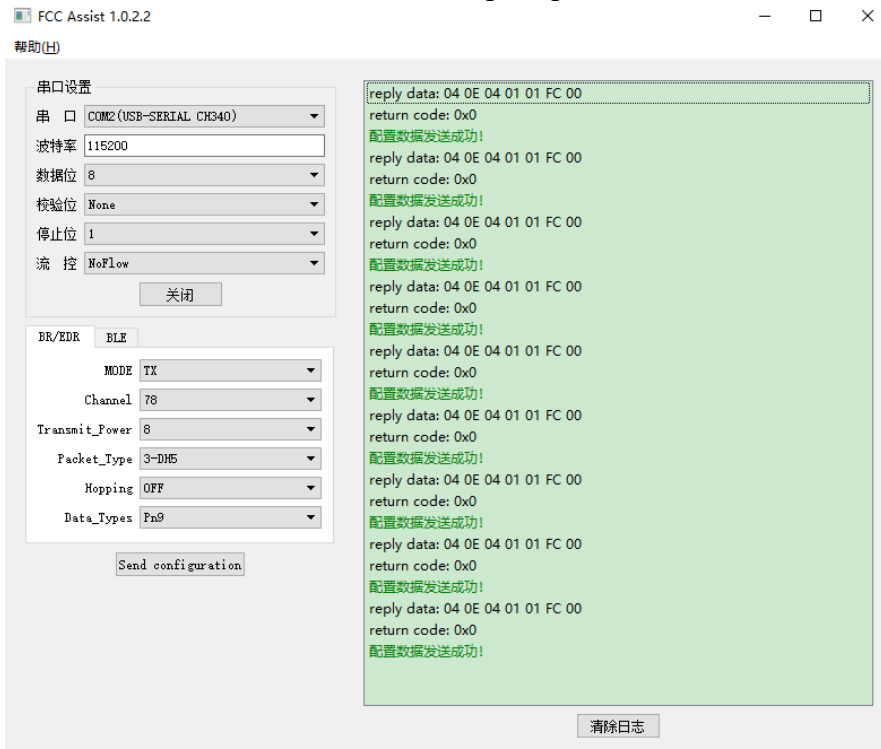 FCC Assist 1.0.2.2
帮助(H)
串口设置
串 口 COM2(USB-SERIAL CH340)
波特率 115200
数据位 8
校验位 None
停止位 1
流 控 NoFlow
关闭
BR/EDR BLE
MODE TX
Channel 78
Transmit_Power 8
Packet_Type 3-DH5
Hopping OFF
Data_Types Pn9
Send configuration
reply data: 04 0E 04 01 01 FC 00
return code: 0x0
配置数据发送成功!
reply data: 04 0E 04 01 01 FC 00
return code: 0x0
配置数据发送成功!
reply data: 04 0E 04 01 01 FC 00
return code: 0x0
配置数据发送成功!
reply data: 04 0E 04 01 01 FC 00
return code: 0x0
配置数据发送成功!
reply data: 04 0E 04 01 01 FC 00
return code: 0x0
配置数据发送成功!
reply data: 04 0E 04 01 01 FC 00
return code: 0x0
配置数据发送成功!
reply data: 04 0E 04 01 01 FC 00
return code: 0x0
配置数据发送成功!
reply data: 04 0E 04 01 01 FC 00
return code: 0x0
配置数据发送成功!
reply data: 04 0E 04 01 01 FC 00
return code: 0x0
配置数据发送成功!
清除日志